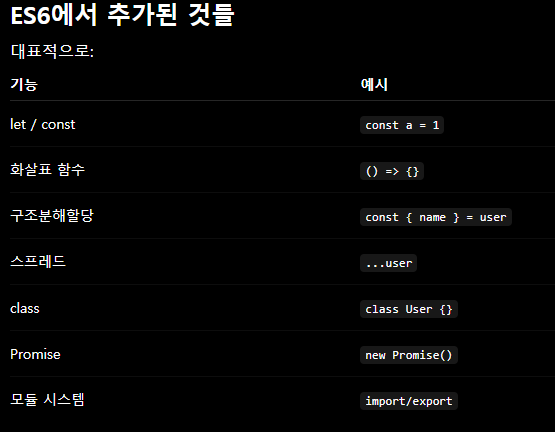 ES6에서 추가된 것들
대표적으로:
기능 예시
let / const const a = 1
화살표 함수 () => {}
구조분해할당 const { name } = user
스프레드 ...user
class class User {}
Promise new Promise()
모듈 시스템 import/export